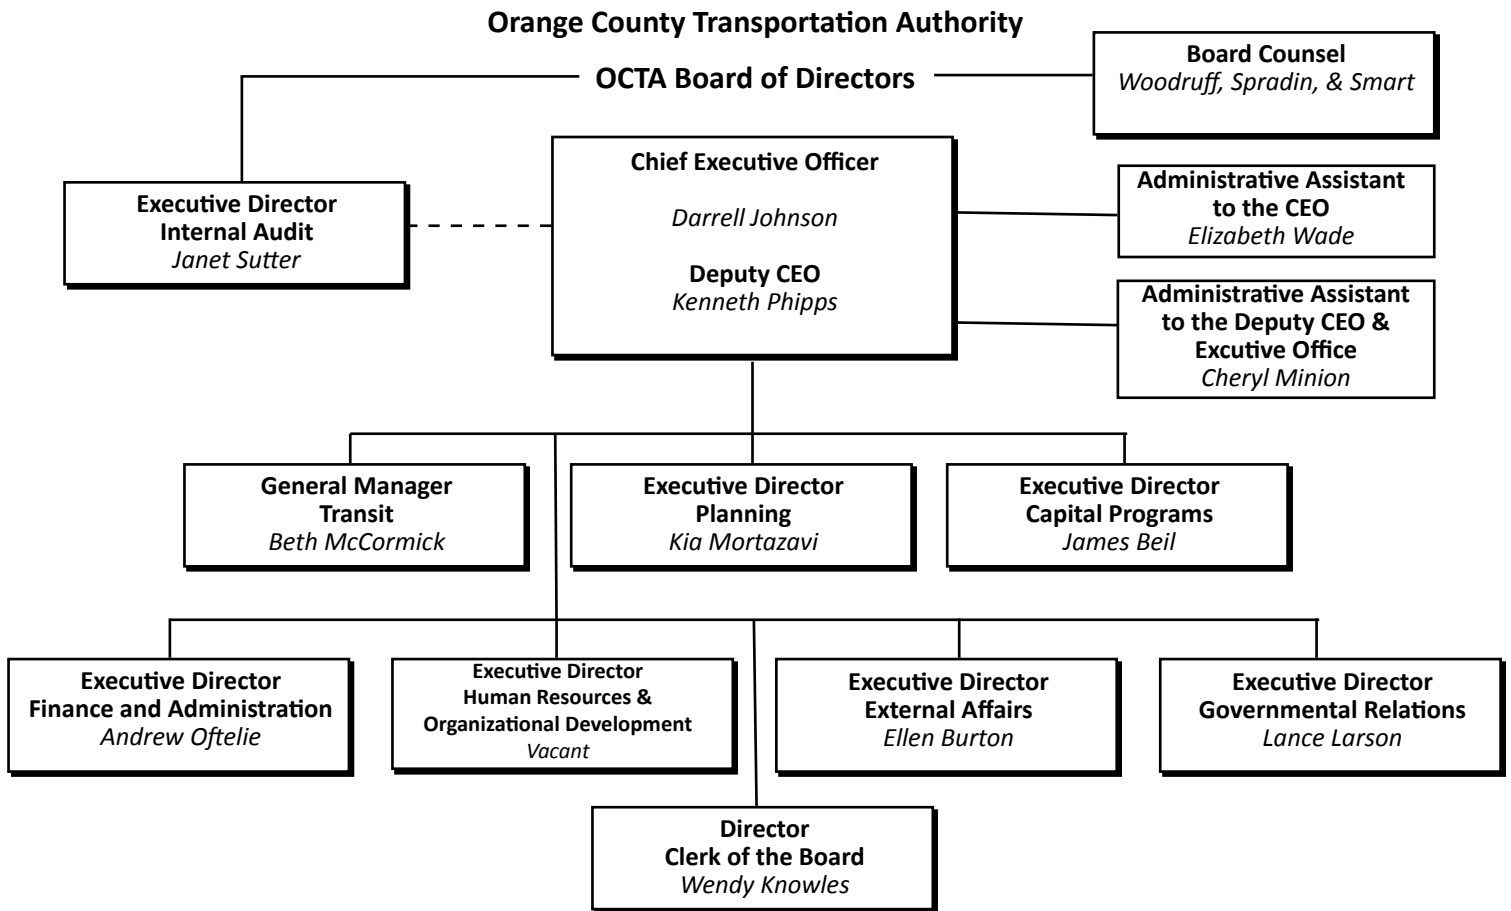 Orange County Transportation Authority
OCTA Board of Directors
Board Counsel
Woodruff, Spradin, & Smart
Chief Executive Officer
Darrell Johnson
Deputy CEO
Kenneth Phipps
Executive Director
Internal Audit
Janet Sutter
Administrative Assistant
to the CEO
Elizabeth Wade
Administrative Assistant
to the Deputy CEO &
Excutive Office
Cheryl Minion
General Manager
Transit
Beth McCormick
Executive Director
Planning
Kia Mortazavi
Executive Director
Capital Programs
James Beil
Executive Director
Finance and Administration
Andrew Oftelie
Executive Director
Human Resources &
Organizational Development
Vacant
Executive Director
External Affairs
Ellen Burton
Executive Director
Governmental Relations
Lance Larson
Director
Clerk of the Board
Wendy Knowles